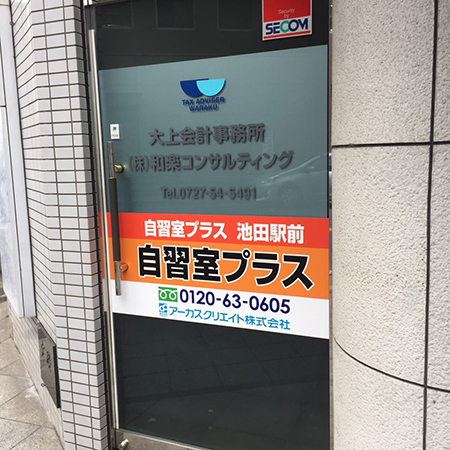 Security by
SECOM
TAX ADVISER
WARAKU
大上会計事務所
(株)和楽コンサルティング
Tel.0727-54-5491
自習室プラス 池田駅前
自習室プラス
0120-63-0605
アーカスクリエイト株式会社